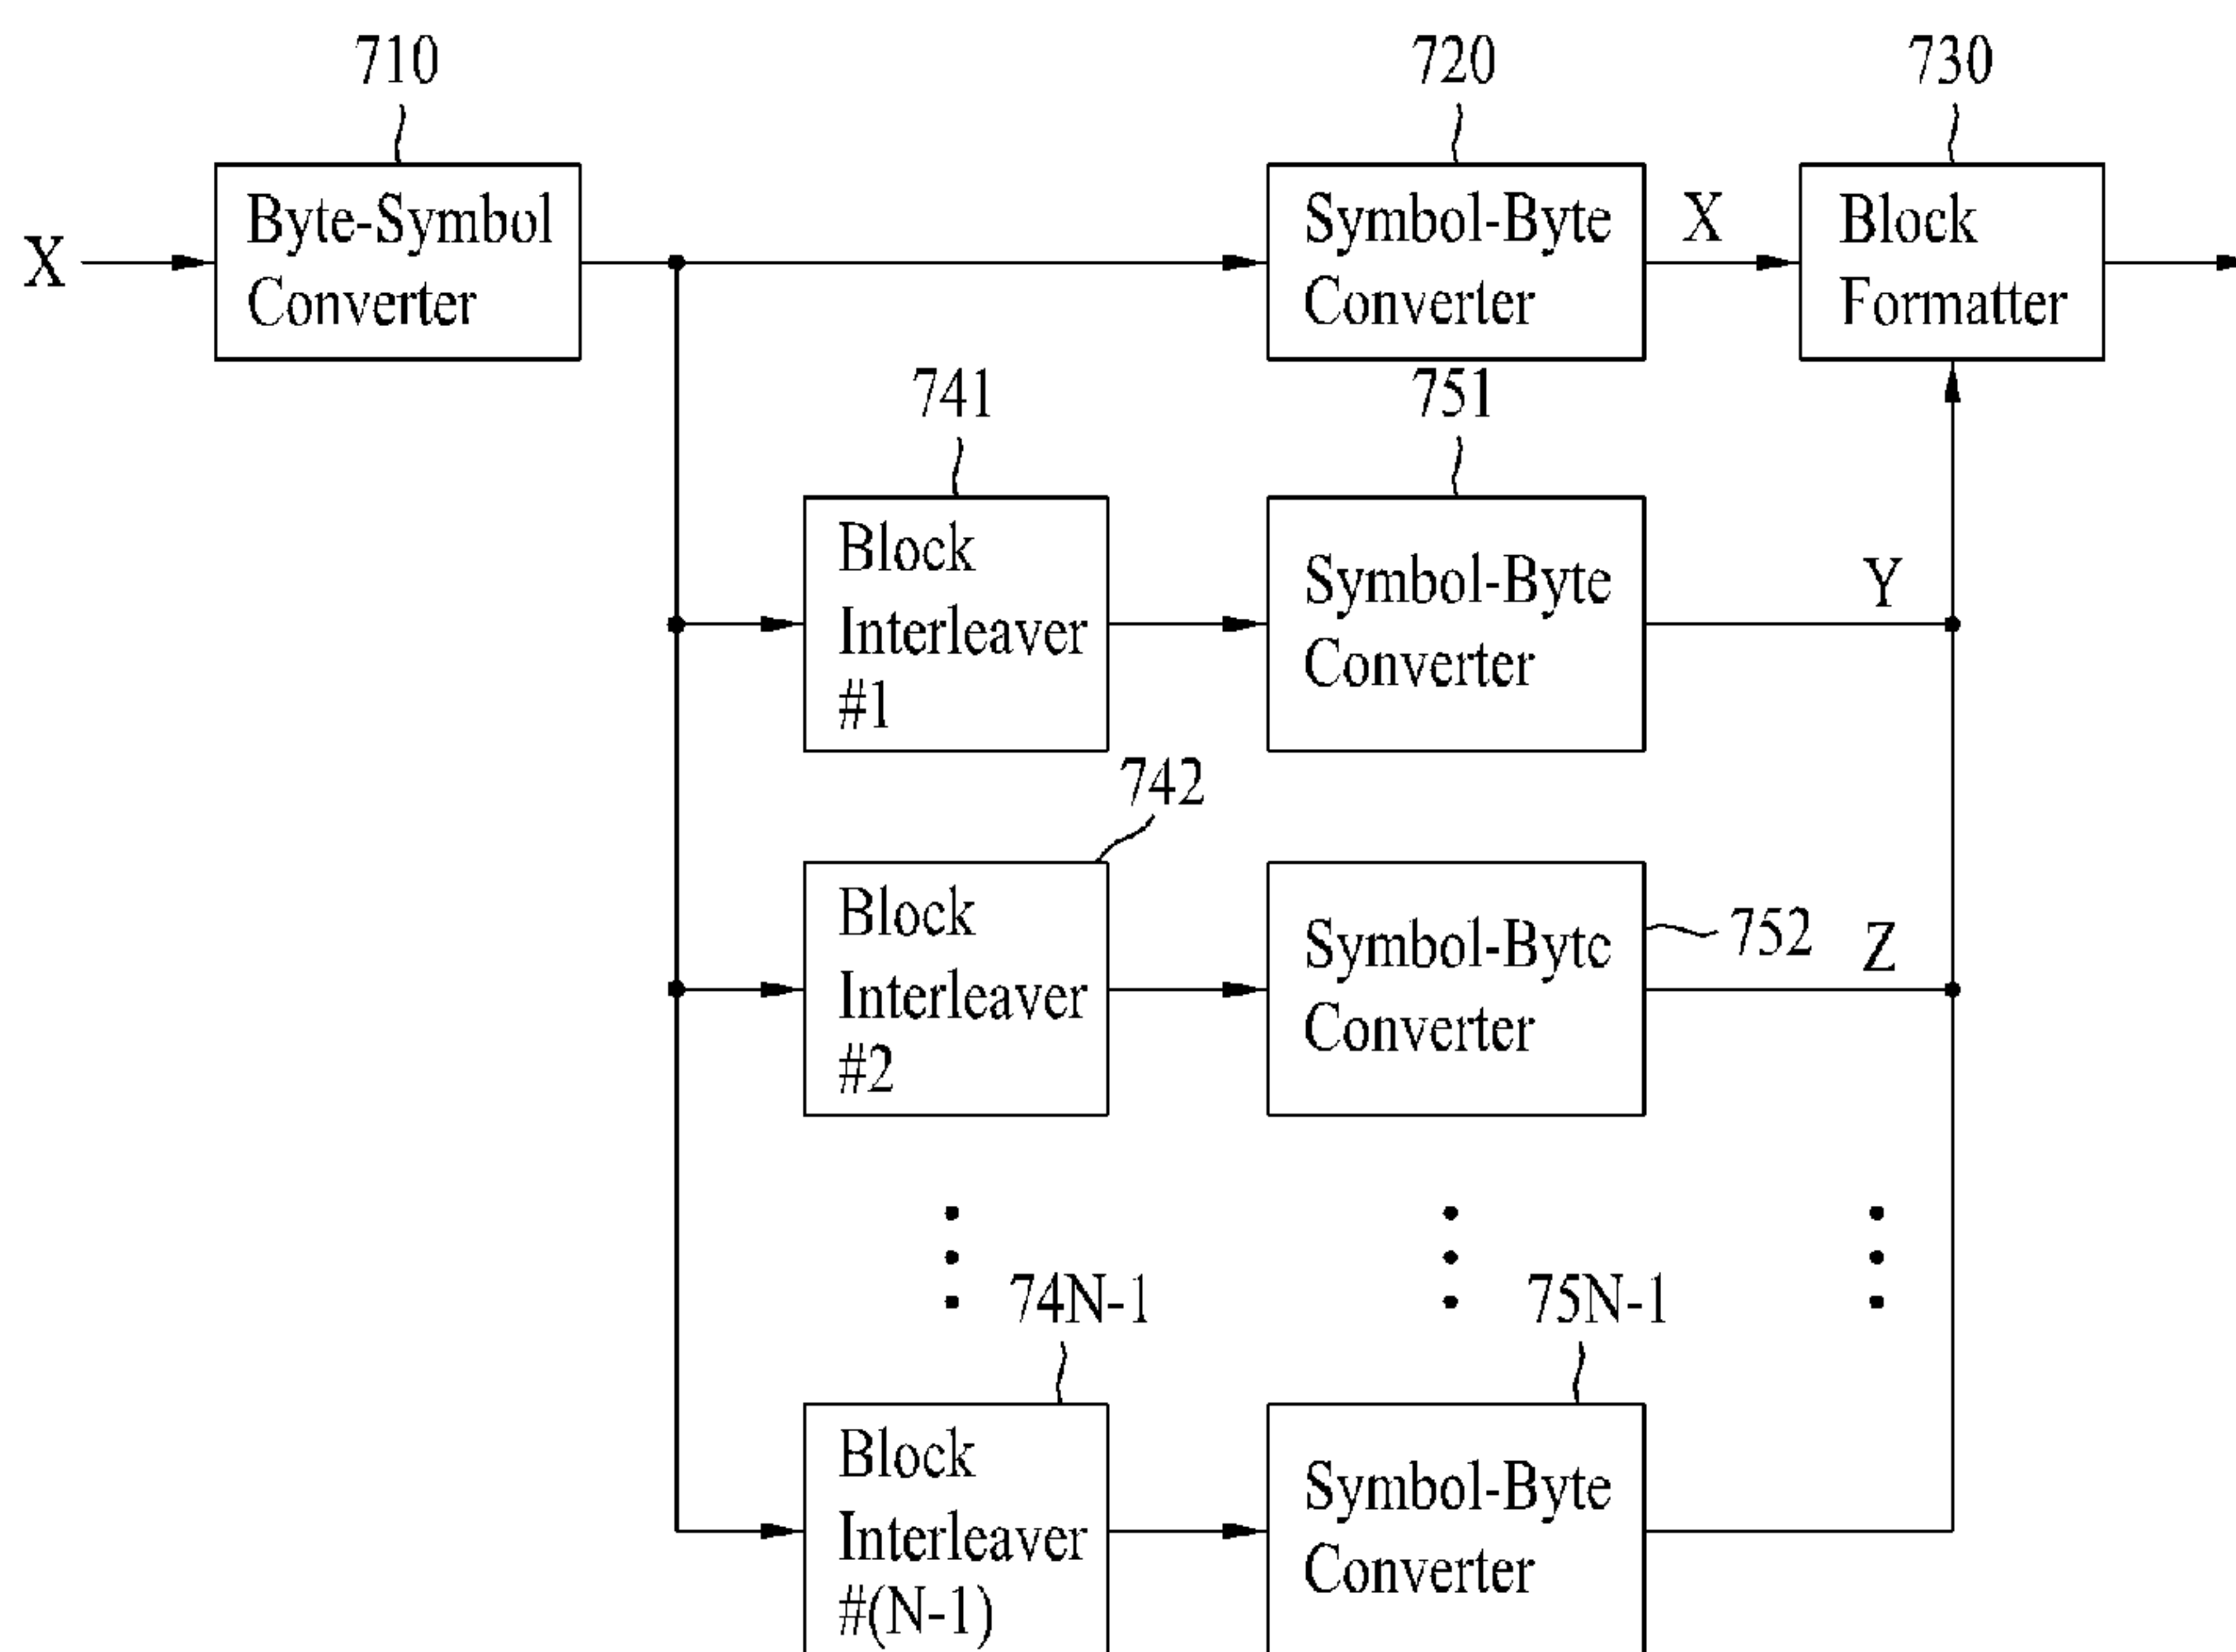 710
720
730
X
Byte-Symbol
Converter
Symbol-Byte
Converter
X
Block
Formatter
741
751
Block
Interleaver
#1
Symbol-Byte
Converter
Y
742
Block
Interleaver
#2
Symbol-Byte
Converter
752
Z
74N-1
75N-1
Block
Interleaver
#(N-1)
Symbol-Byte
Converter